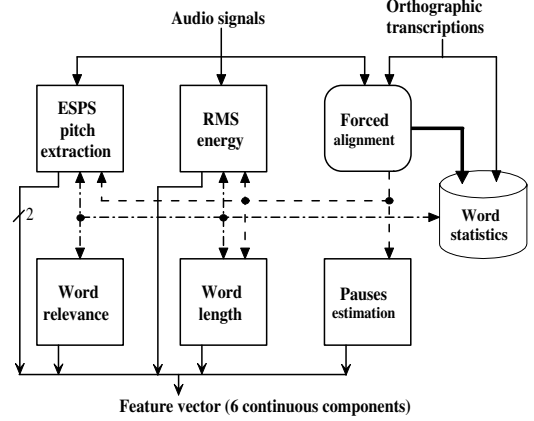 Audio signals
Orthographic
transcriptions
ESPS
pitch
extraction
RMS
energy
Forced
alignment
2
Word
statistics
Word
relevance
Word
length
Pauses
estimation
Feature vector (6 continuous components)